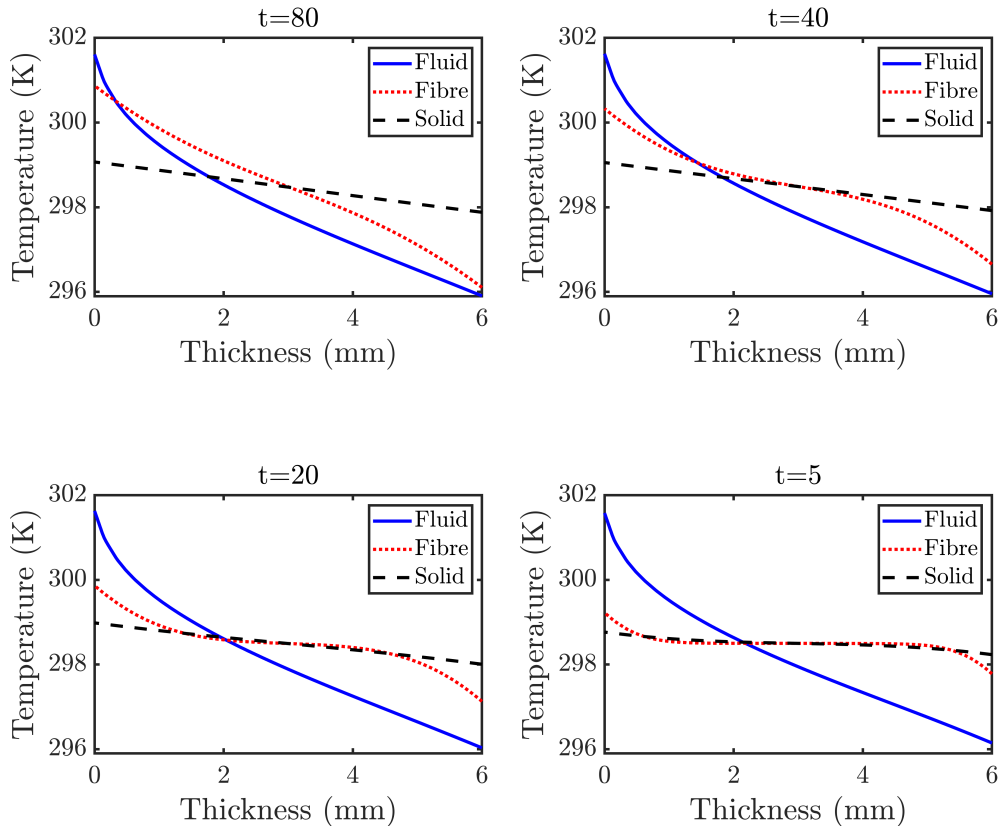 t=80
302
300
298
296
Temperature (K)
Fluid
Fibre
Solid
0 2 4 6
Thickness (mm)
t=40
302
300
298
296
Temperature (K)
Fluid
Fibre
Solid
0 2 4 6
Thickness (mm)
t=20
302
300
298
296
Temperature (K)
Fluid
Fibre
Solid
0 2 4 6
Thickness (mm)
t=5
302
300
298
296
Temperature (K)
Fluid
Fibre
Solid
0 2 4 6
Thickness (mm)